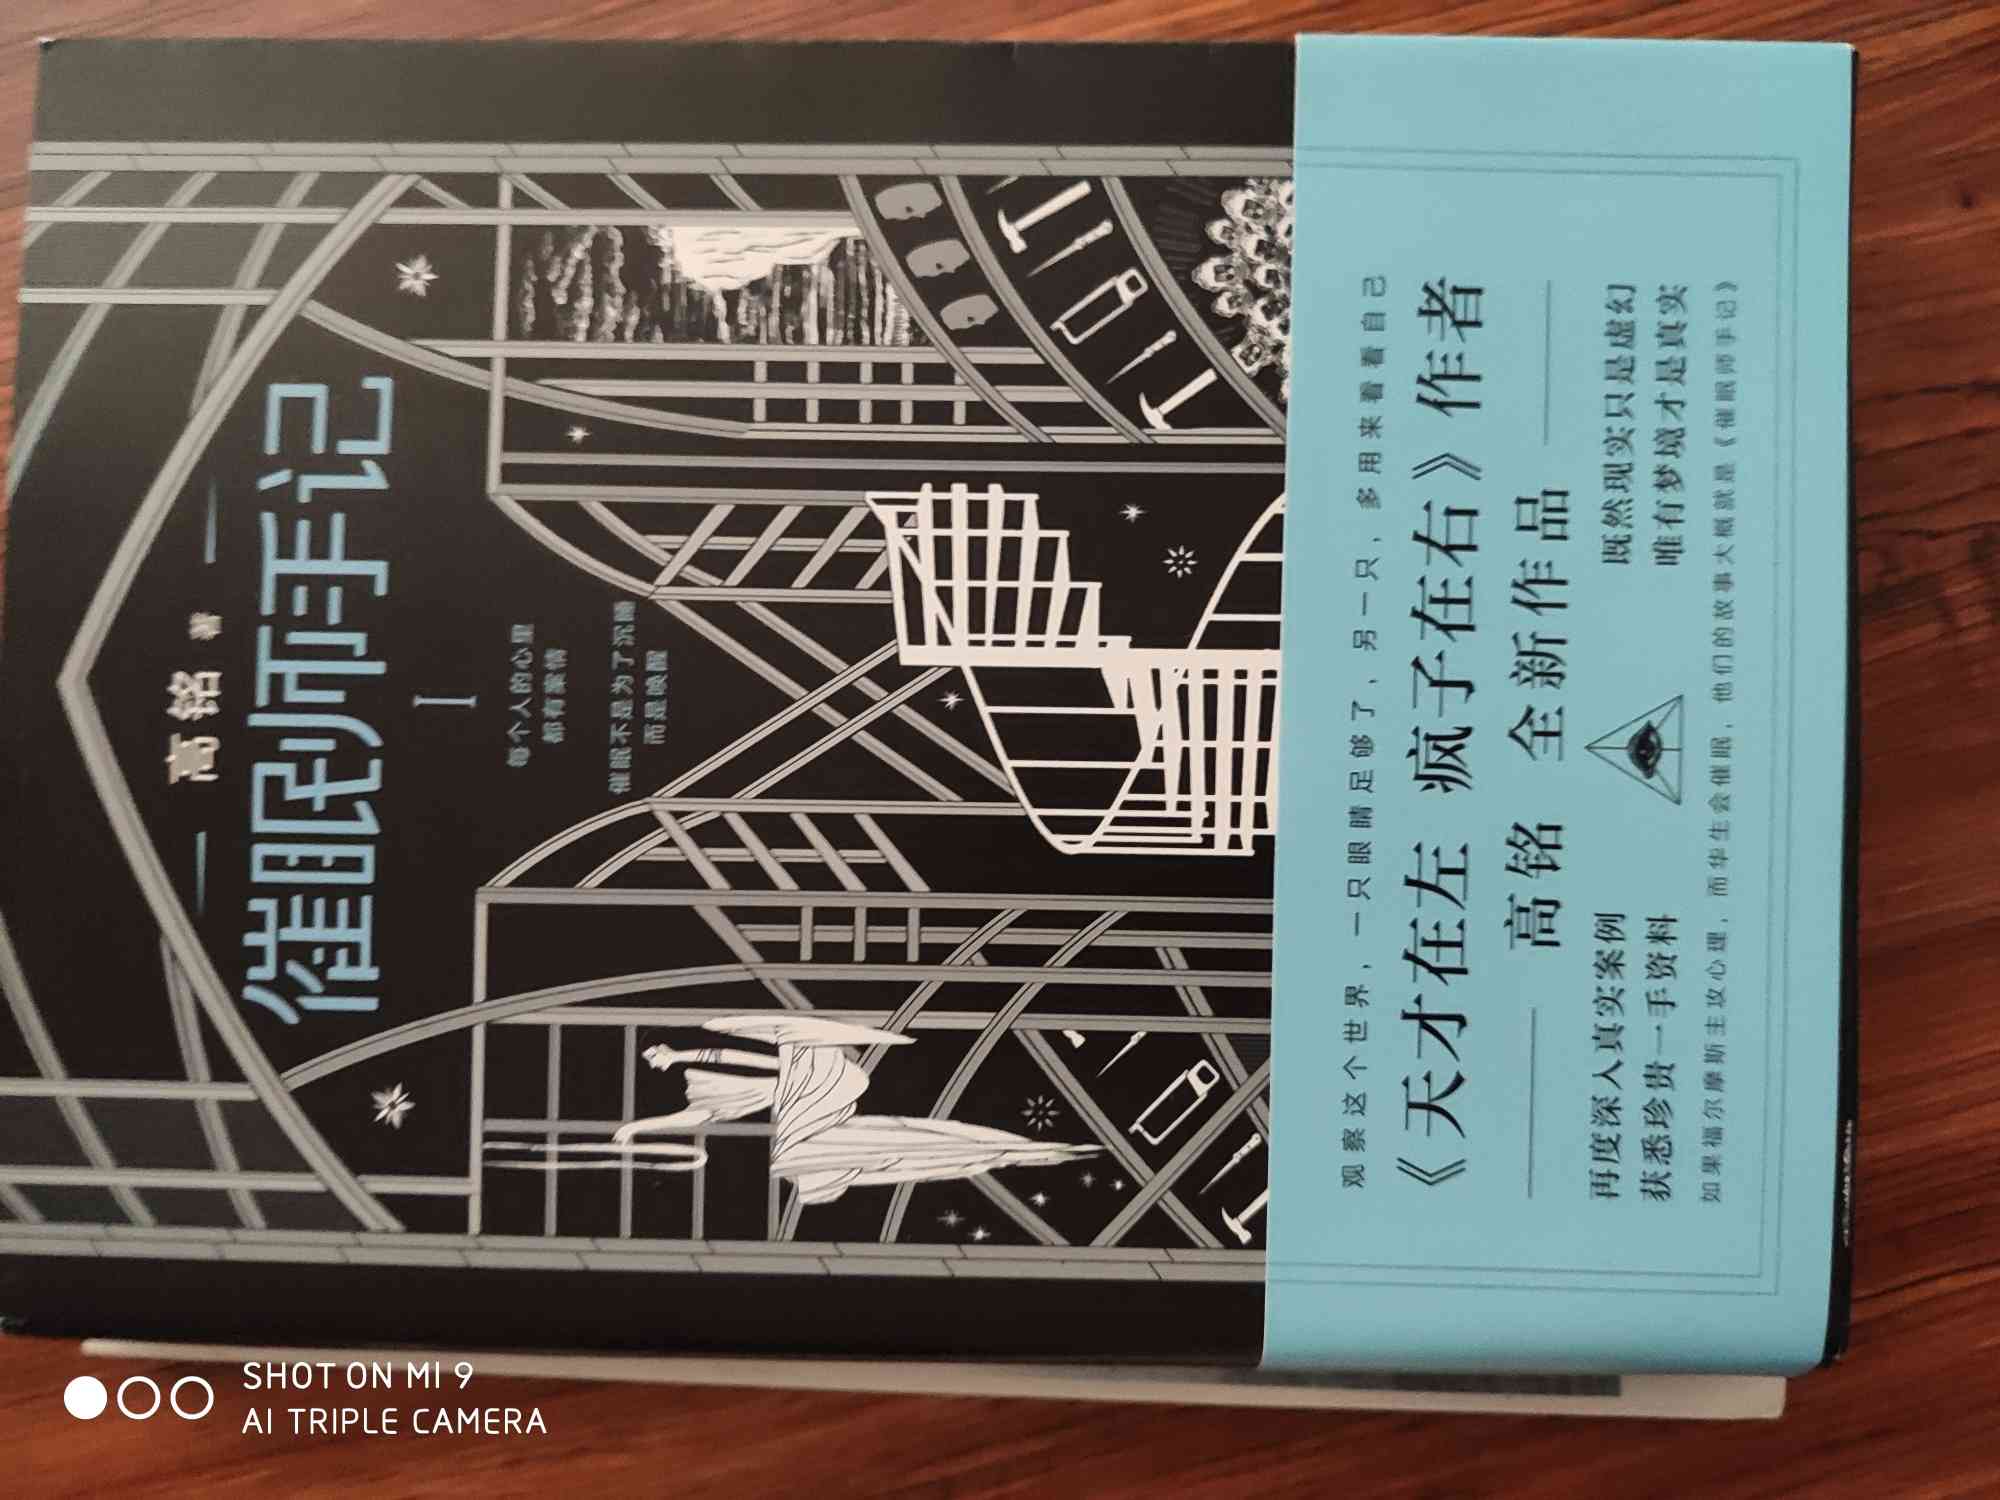 高铭 著
催眠师手记
I
每个人的心里
都有案情
催眠不是为了沉睡
而是唤醒
观察这个世界，一只眼睛足够了，另一只，多用来看看自己
《天才在左 疯子在右》作者
高铭 全新作品
再度深入真实案例
获悉珍贵一手资料
既然现实只是虚幻
唯有梦境才是真实
如果福尔摩斯主攻心理，而华生会催眠，他们的故事大概就是《催眠师手记》
SHOT ON MI 9
AI TRIPLE CAMERA